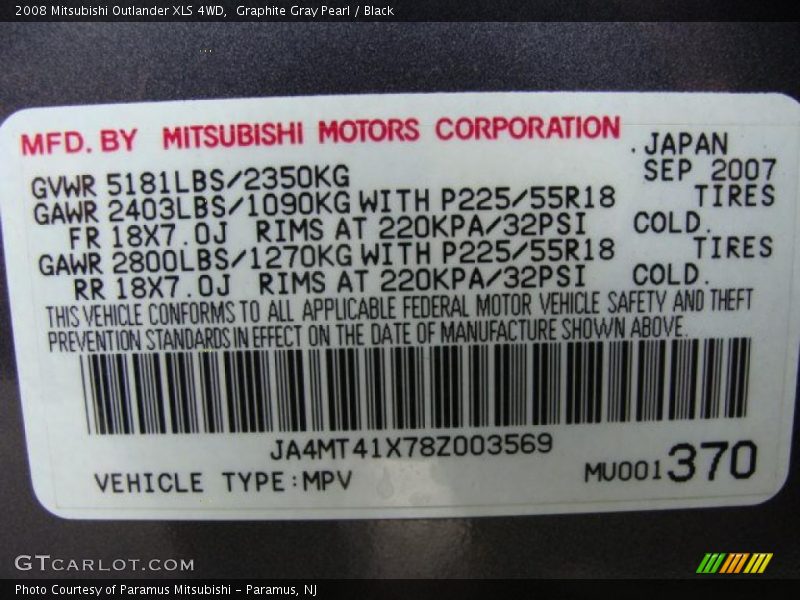 2008 Mitsubishi Outlander XLS 4WD,  Graphite Gray Pearl / Black
MFD. BY MITSUBISHI MOTORS CORPORATION . JAPAN
GVWR 5181LBS/2350KG SEP 2007
GAWR 2403LBS/1090KG WITH P225/55R18 TIRES
FR 18X7.0J RIMS AT 220KPA/32PSI COLD.
GAWR 2800LBS/1270KG WITH P225/55R18 TIRES
RR 18X7.0J RIMS AT 220KPA/32PSI COLD.
THIS VEHICLE CONFORMS TO ALL APPLICABLE FEDERAL MOTOR VEHICLE SAFETY AND THEFT
PREVENTION STANDARDS IN EFFECT ON THE DATE OF MANUFACTURE SHOWN ABOVE.
JA4MT41X78Z003569
VEHICLE TYPE:MPV MU001370
GTCARLOT.COM
Photo Courtesy of Paramus Mitsubishi - Paramus, NJ